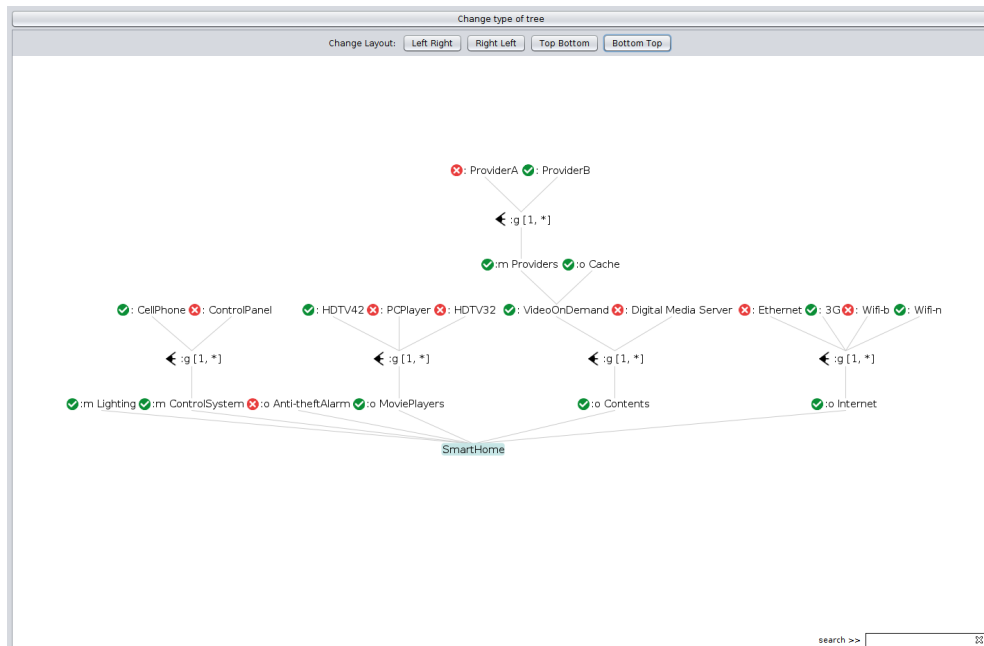 Change type of tree
Change Layout: Left Right Right Left Top Bottom Bottom Top
: ProviderA : ProviderB
:g [1, *]
:m Providers :o Cache
: CellPhone : ControlPanel : HDTV42 : PCPlayer : HDTV32 : VideoOnDemand : Digital Media Server : Ethernet : 3G : Wifi-b : Wifi-n
:g [1, *] :g [1, *] :g [1, *] :g [1, *]
:m Lighting :m ControlSystem :o Anti-theftAlarm :o MoviePlayers :o Contents :o Internet
SmartHome
search >>